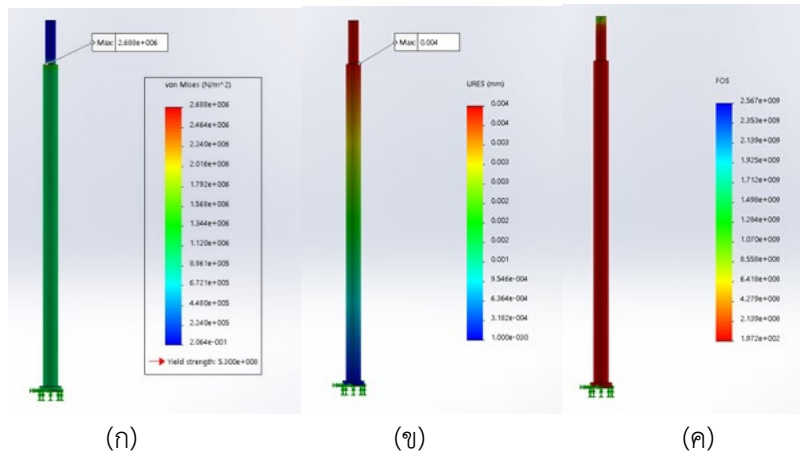 Max: 2.688e+006
von Mises (N/m^2)
2.688e+006
2.464e+006
2.240e+006
2.016e+006
1.792e+006
1.568e+006
1.344e+006
1.120e+006
8.961e+005
6.721e+005
4.480e+005
2.240e+005
2.064e-001
Yield strength: 5.300e+008
(ก)
Max: 0.004
URES (mm)
0.004
0.004
0.003
0.003
0.003
0.002
0.002
0.002
0.001
9.546e-004
6.364e-004
3.182e-004
1.000e-030
(ข)
FOS
2.567e+009
2.353e+009
2.139e+009
1.925e+009
1.712e+009
1.498e+009
1.284e+009
1.070e+009
8.558e+008
6.418e+008
4.279e+008
2.139e+008
1.972e+002
(ค)